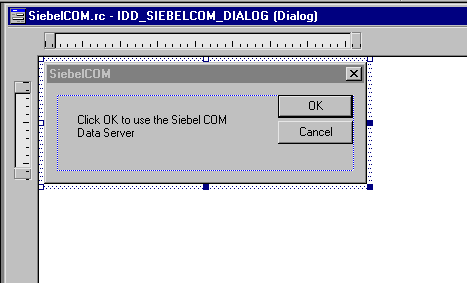 SiebelCOM.rc - IDD_SIEBELCOM_DIALOG (Dialog)
SiebelCOM
OK
Click OK to use the Siebel COM
Data Server
Cancel